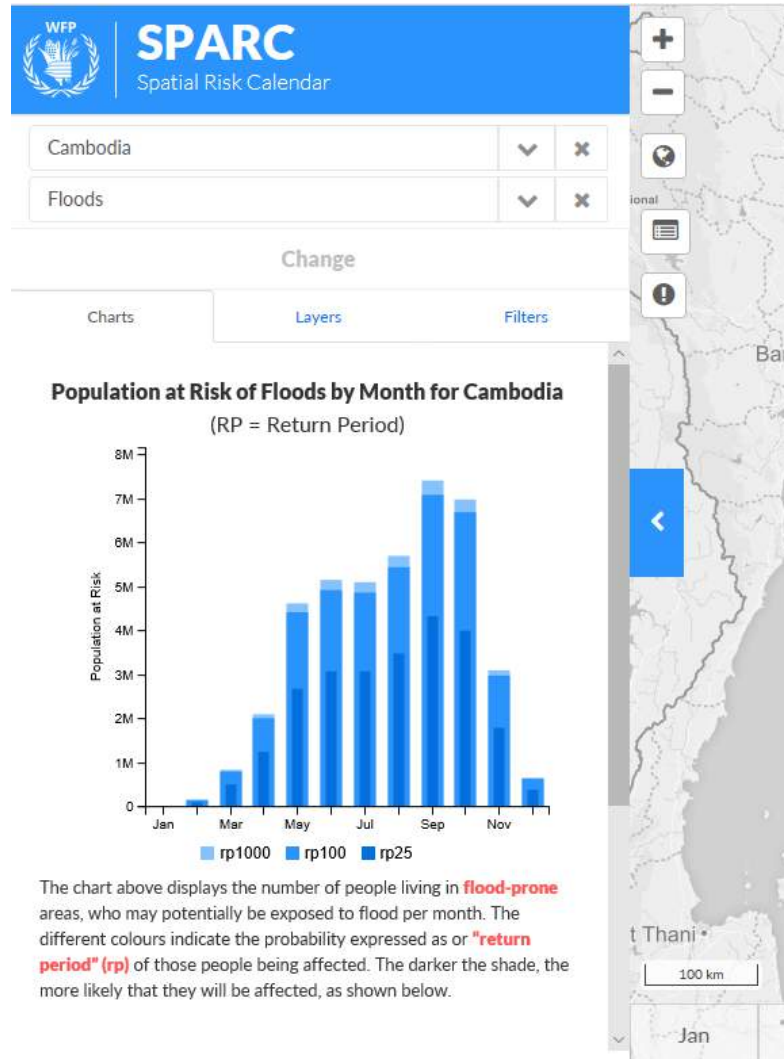 WFP
SPARC
Spatial Risk Calendar
Cambodia
Floods
Change
Charts
Layers
Filters
Population at Risk of Floods by Month for Cambodia
(RP = Return Period)
8M
7M
6M
5M
4M
3M
2M
1M
0
Population at Risk
Jan
Mar
May
Jul
Sep
Nov
rp1000
rp100
rp25
The chart above displays the number of people living in flood-prone
areas, who may potentially be exposed to flood per month. The
different colours indicate the probability expressed as or "return
period" (rp) of those people being affected. The darker the shade, the
more likely that they will be affected, as shown below.
ional
Ba
t Thani
100 km
Jan